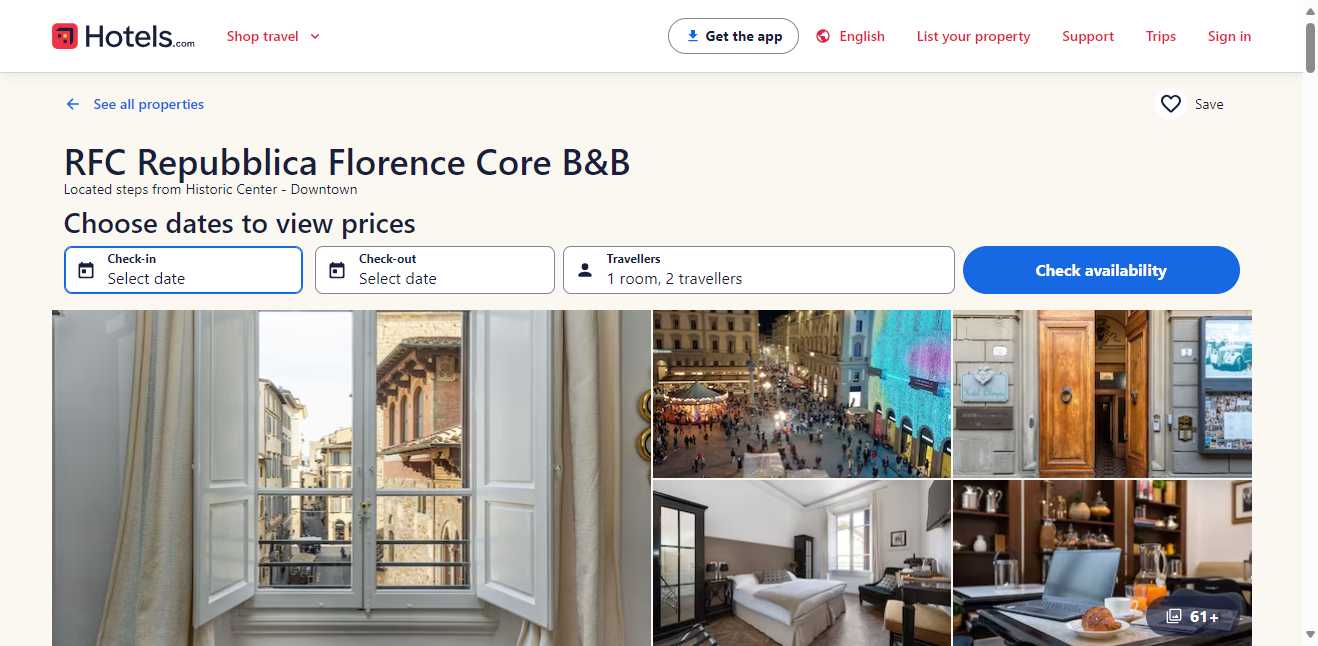 Hotels.com
Shop travel
Get the app
English
List your property
Support
Trips
Sign in
See all properties
Save
RFC Repubblica Florence Core B&B
Located steps from Historic Center - Downtown
Choose dates to view prices
Check-in
Select date
Check-out
Select date
Travellers
1 room, 2 travellers
Check availability
61+